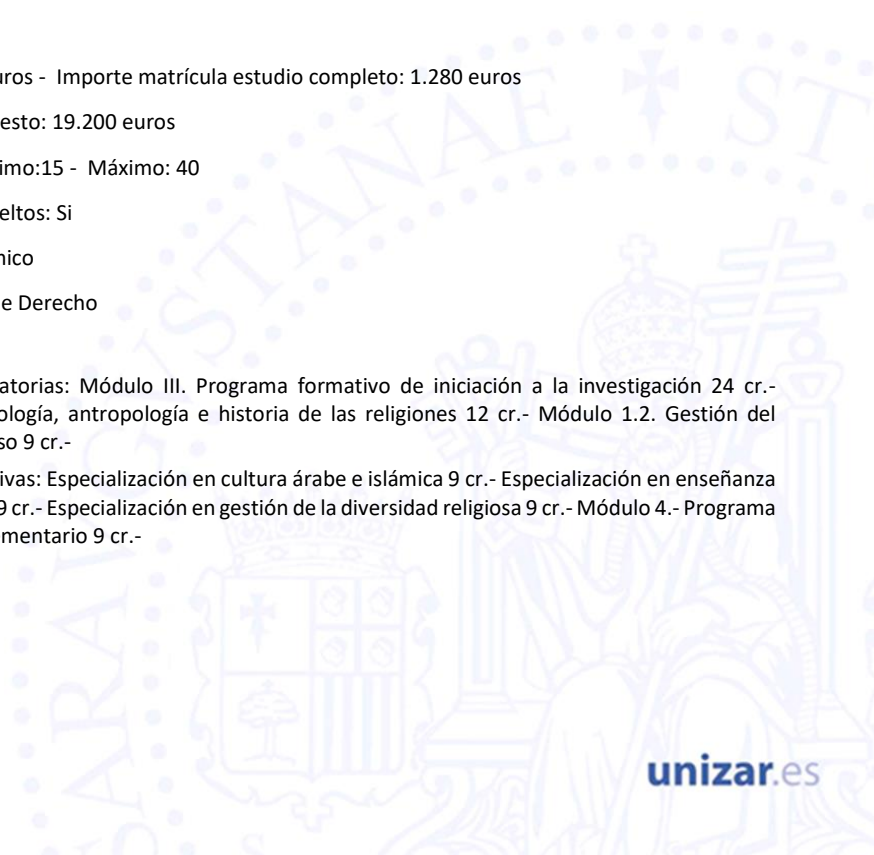 uros - Importe matrícula estudio completo: 1.280 euros
esto: 19.200 euros
imo:15 - Máximo: 40
eltos: Si
nico
e Derecho
atorias: Módulo III. Programa formativo de iniciación a la investigación 24 cr.-
ología, antropología e historia de las religiones 12 cr.- Módulo 1.2. Gestión del
so 9 cr.-
ivas: Especialización en cultura árabe e islámica 9 cr.- Especialización en enseñanza
9 cr.- Especialización en gestión de la diversidad religiosa 9 cr.- Módulo 4.- Programa
ementario 9 cr.-
unizar.es